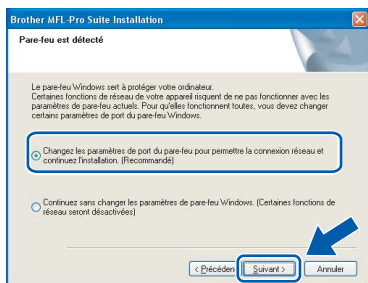 Brother MFL-Pro Suite Installation
Pare-feu est détecté
Le pare-feu Windows sert à protéger votre ordinateur.
Certaines fonctions de réseau de votre appareil risquent de ne pas fonctionner avec les
paramètres de pare-feu actuels. Pour qu'elles fonctionnent toutes, vous devez changer
certains paramètres de port du pare-feu Windows.
Changez les paramètres de port du pare-feu pour permettre la connexion réseau et
continuez l'installation. (Recommandé)
Continuez sans changer les paramètres de pare-feu Windows. (Certaines fonctions de
réseau seront désactivées)
< Précéden
Suivant >
Annuler